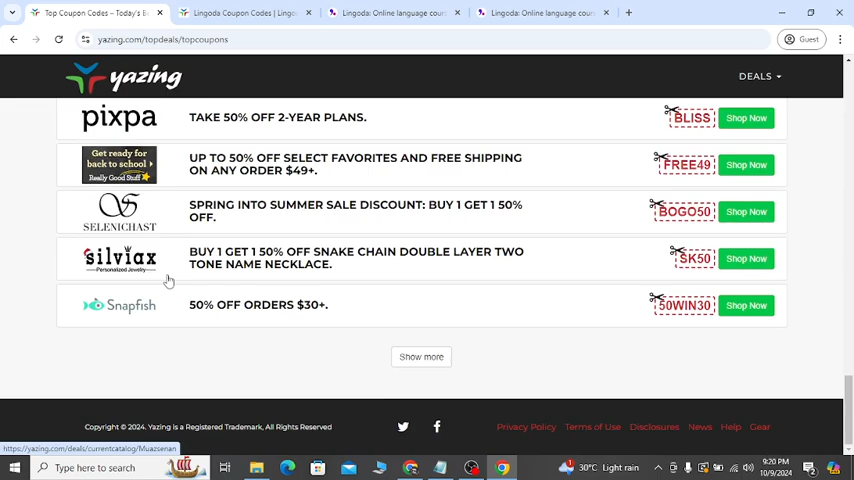 Top Coupon Codes – Today's Be
Lingoda Coupon Codes | Lingo
Lingoda: Online language cour
Lingoda: Online language cours
yazing.com/topdeals/topcoupons
Guest
yazing
DEALS
pixpa
TAKE 50% OFF 2-YEAR PLANS.
BLISS
Shop Now
Get ready for
back to school
Really Good Stuff
UP TO 50% OFF SELECT FAVORITES AND FREE SHIPPING
ON ANY ORDER $49+.
FREE49
Shop Now
SELENICHAST
SPRING INTO SUMMER SALE DISCOUNT: BUY 1 GET 1 50%
OFF.
BOGO50
Shop Now
silviax
Personalized Jewelry
BUY 1 GET 1 50% OFF SNAKE CHAIN DOUBLE LAYER TWO
TONE NAME NECKLACE.
SK50
Shop Now
Snapfish
50% OFF ORDERS $30+.
50WIN30
Shop Now
Show more
Copyright © 2024. Yazing is a Registered Trademark, All Rights Reserved
Privacy Policy Terms of Use Disclosures News Help Gear
https://yazing.com/deals/currentcatalog/Muazsenan
Type here to search
30°C Light rain
9:20 PM
10/9/2024